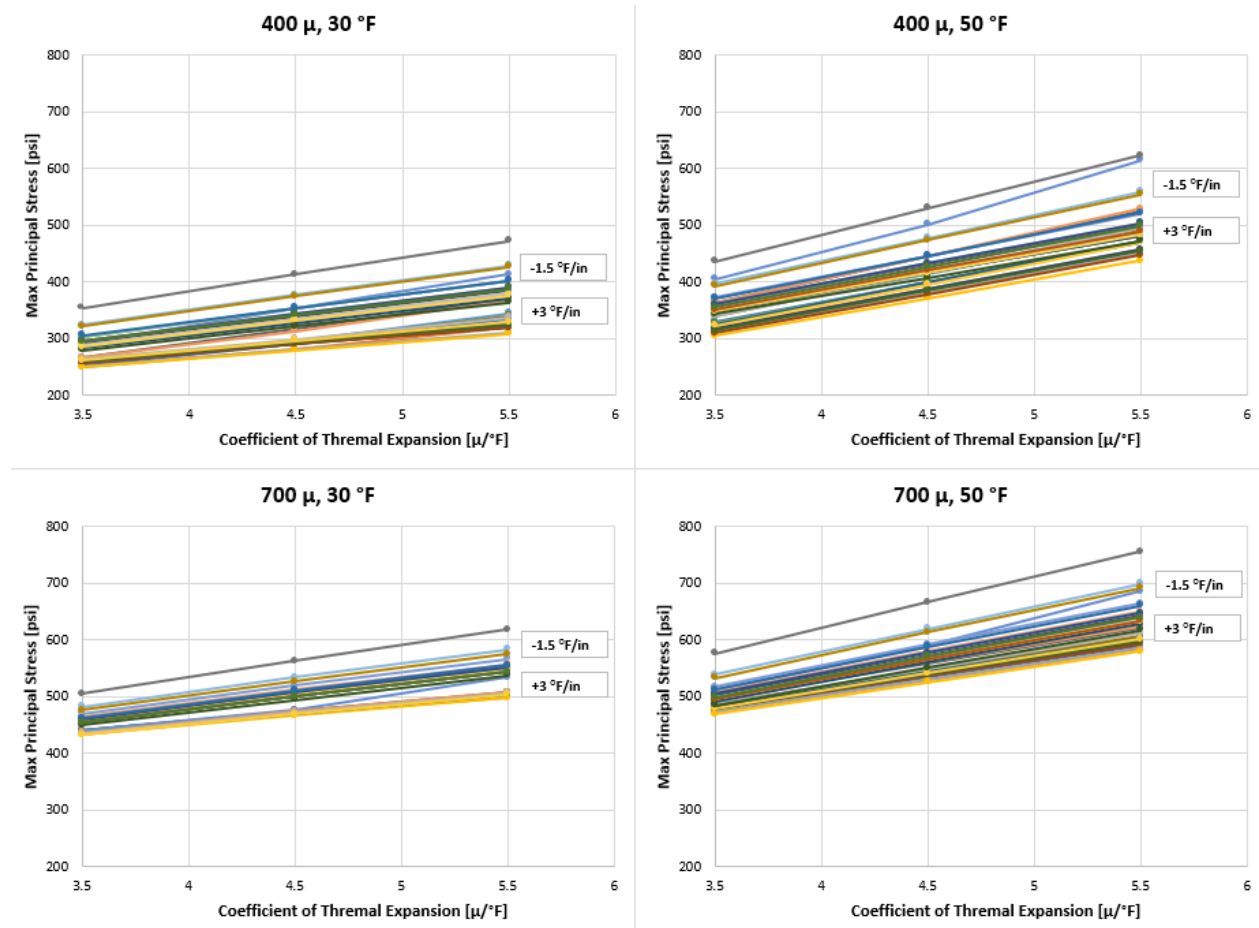 400 µ, 30 °F
800
700
600
500
400
300
200
3.5
4
4.5
5
5.5
6
Max Principal Stress [psi]
Coefficient of Thremal Expansion [µ/°F]
-1.5 °F/in
+3 °F/in
400 µ, 50 °F
800
700
600
500
400
300
200
3.5
4
4.5
5
5.5
6
Max Principal Stress [psi]
Coefficient of Thremal Expansion [µ/°F]
-1.5 °F/in
+3 °F/in
700 µ, 30 °F
800
700
600
500
400
300
200
3.5
4
4.5
5
5.5
6
Max Principal Stress [psi]
Coefficient of Thremal Expansion [µ/°F]
-1.5 °F/in
+3 °F/in
700 µ, 50 °F
800
700
600
500
400
300
200
3.5
4
4.5
5
5.5
6
Max Principal Stress [psi]
Coefficient of Thremal Expansion [µ/°F]
-1.5 °F/in
+3 °F/in